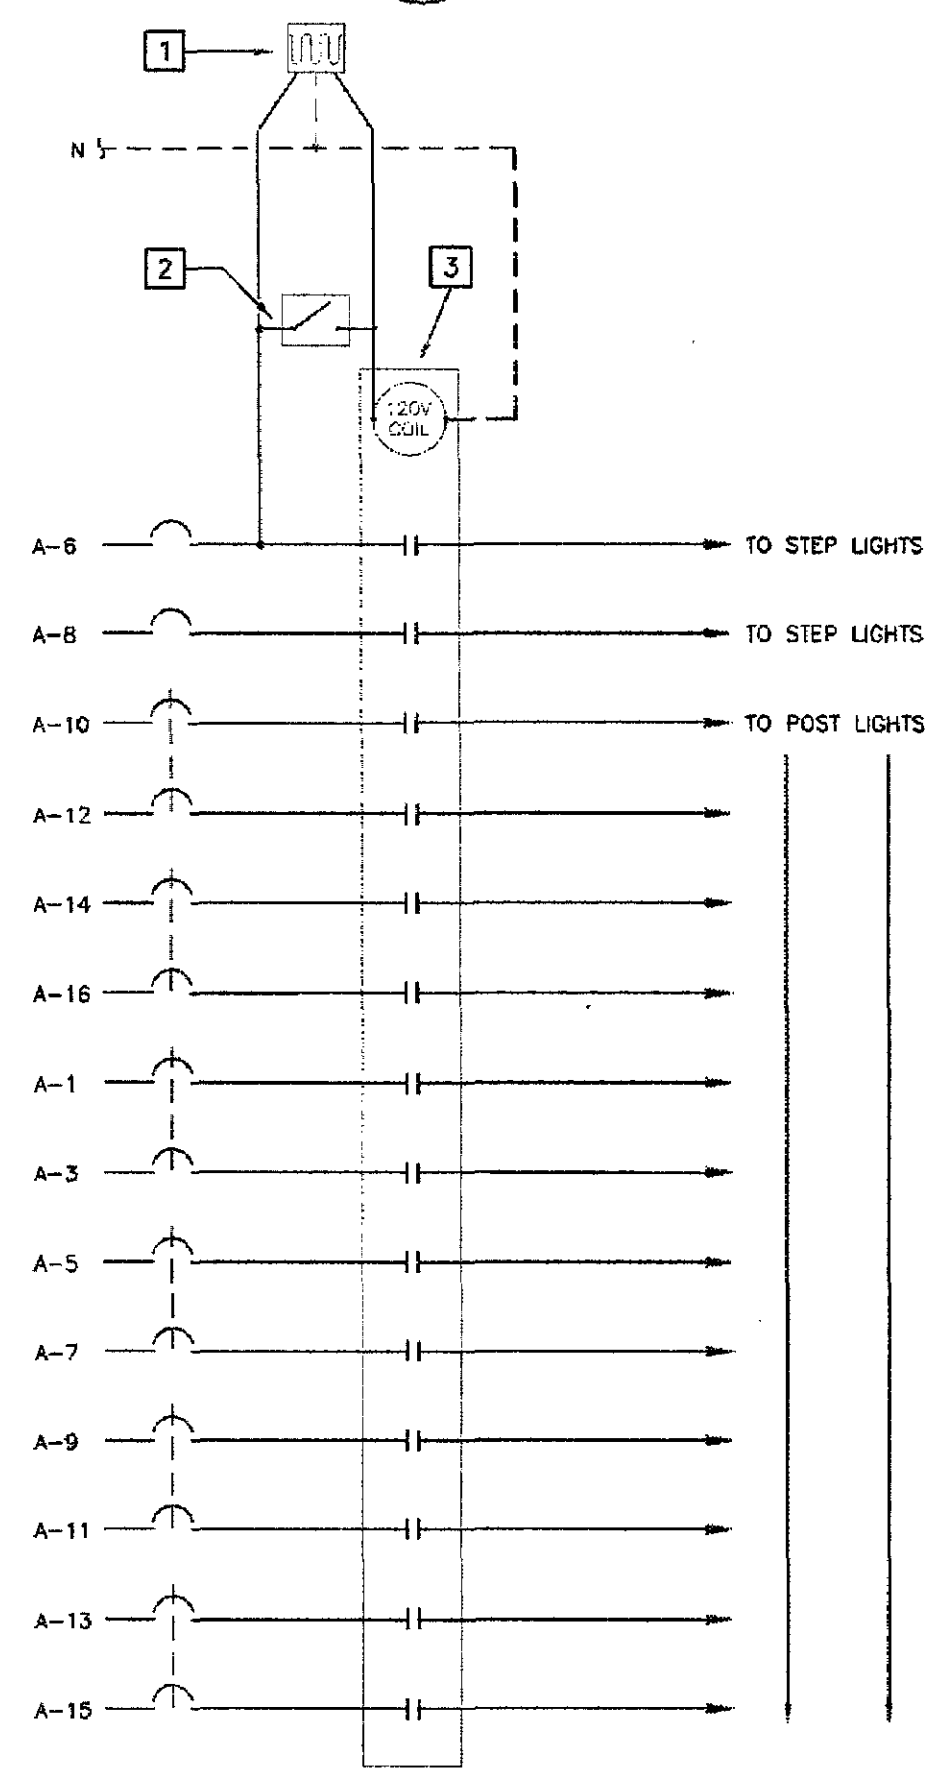 1
N
2
3
120V
COIL
A-6 TO STEP LIGHTS
A-8 TO STEP LIGHTS
A-10 TO POST LIGHTS
A-12
A-14
A-16
A-1
A-3
A-5
A-7
A-9
A-11
A-13
A-15